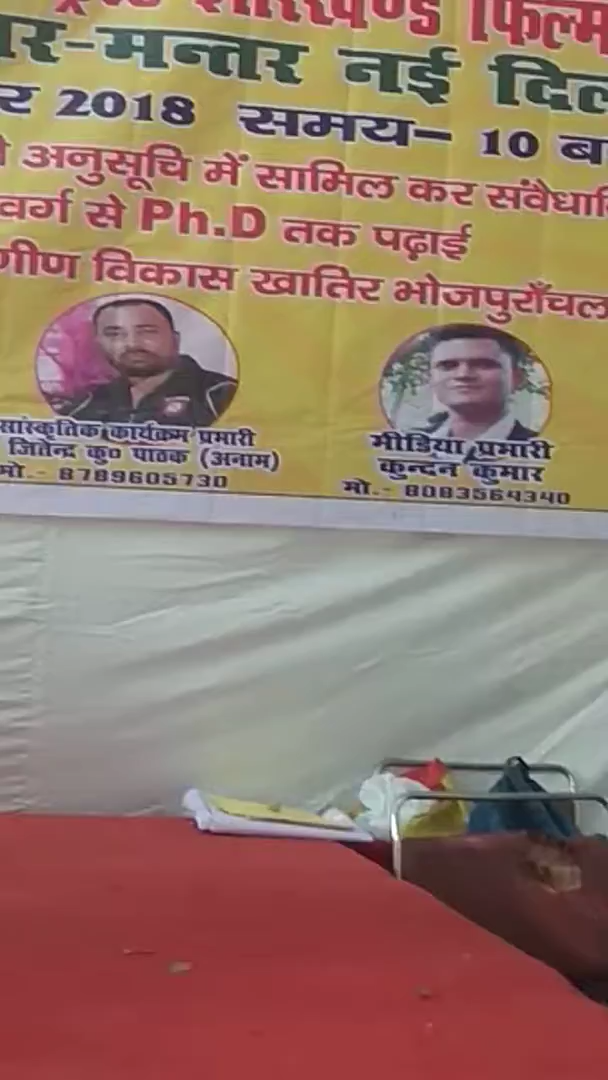 झारखण्ड फिल्म
र-मन्तर नई दिल
र 2018 समय- 10 ब
अनुसूचि में सामिल कर संवैधानि
वर्ग से Ph.D तक पढ़ाई
गीण विकास खातिर भोजपुराँचल
सांस्कृतिक कार्यक्रम प्रभारी
जितेन्द्र कु० पाठक (अनाम)
मो.- 8789605730
मीडिया प्रभारी
कुन्दन कुमार
मो.- 8083564340